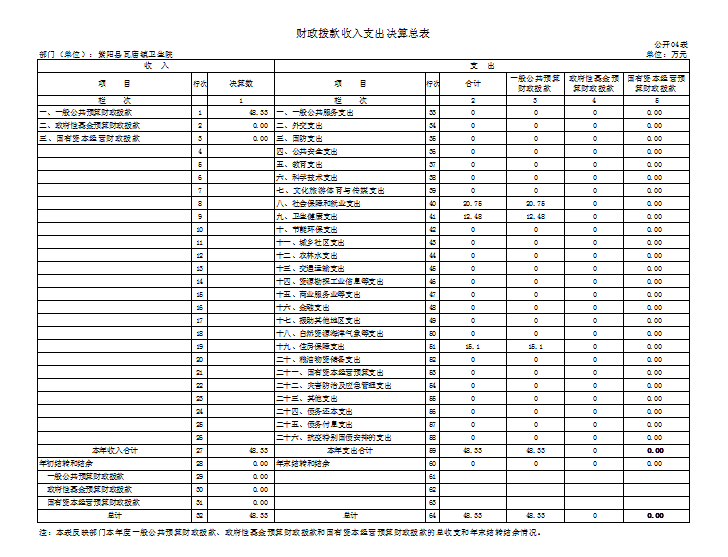 财政拨款收入支出决算总表
公开04表
部门（单位）：紫阳县瓦庙镇卫生院 单位：万元
收 入 支 出
项 目 行次 决算数 项 目 行次 合计 一般公共预算财政拨款 政府性基金预算财政拨款 国有资本经营预算财政拨款
栏 次 1 栏 次 2 3 4 5
一、一般公共预算财政拨款 1 48.33 一、一般公共服务支出 33 0 0 0 0.00
二、政府性基金预算财政拨款 2 0.00 二、外交支出 34 0 0 0 0.00
三、国有资本经营财政拨款 3 0.00 三、国防支出 35 0 0 0 0.00
4 四、公共安全支出 36 0 0 0 0.00
5 五、教育支出 37 0 0 0 0.00
6 六、科学技术支出 38 0 0 0 0.00
7 七、文化旅游体育与传媒支出 39 0 0 0 0.00
8 八、社会保障和就业支出 40 20.75 20.75 0 0.00
9 九、卫生健康支出 41 12.48 12.48 0 0.00
10 十、节能环保支出 42 0 0 0 0.00
11 十一、城乡社区支出 43 0 0 0 0.00
12 十二、农林水支出 44 0 0 0 0.00
13 十三、交通运输支出 45 0 0 0 0.00
14 十四、资源勘探工业信息等支出 46 0 0 0 0.00
15 十五、商业服务业等支出 47 0 0 0 0.00
16 十六、金融支出 48 0 0 0 0.00
17 十七、援助其他地区支出 49 0 0 0 0.00
18 十八、自然资源海洋气象等支出 50 0 0 0 0.00
19 十九、住房保障支出 51 15.1 15.1 0 0.00
20 二十、粮油物资储备支出 52 0 0 0 0.00
21 二十一、国有资本经营预算支出 53 0 0 0 0.00
22 二十二、灾害防治及应急管理支出 54 0 0 0 0.00
23 二十三、其他支出 55 0 0 0 0.00
24 二十四、债务还本支出 56 0 0 0 0.00
25 二十五、债务付息支出 57 0 0 0 0.00
26 二十六、抗疫特别国债安排的支出 58 0 0 0 0.00
本年收入合计 27 48.33 本年支出合计 59 48.33 48.33 0 0.00
年初结转和结余 28 0.00 年末结转和结余 60 0 0 0 0.00
一般公共预算财政拨款 29 0.00 61
政府性基金预算财政拨款 30 0.00 62
国有资本经营预算财政拨款 31 0.00 63
总计 32 48.33 总计 64 48.33 48.33 0 0.00
注：本表反映部门本年度一般公共预算财政拨款、政府性基金预算财政拨款和国有资本经营预算财政拨款的总收支和年末结转结余情况。